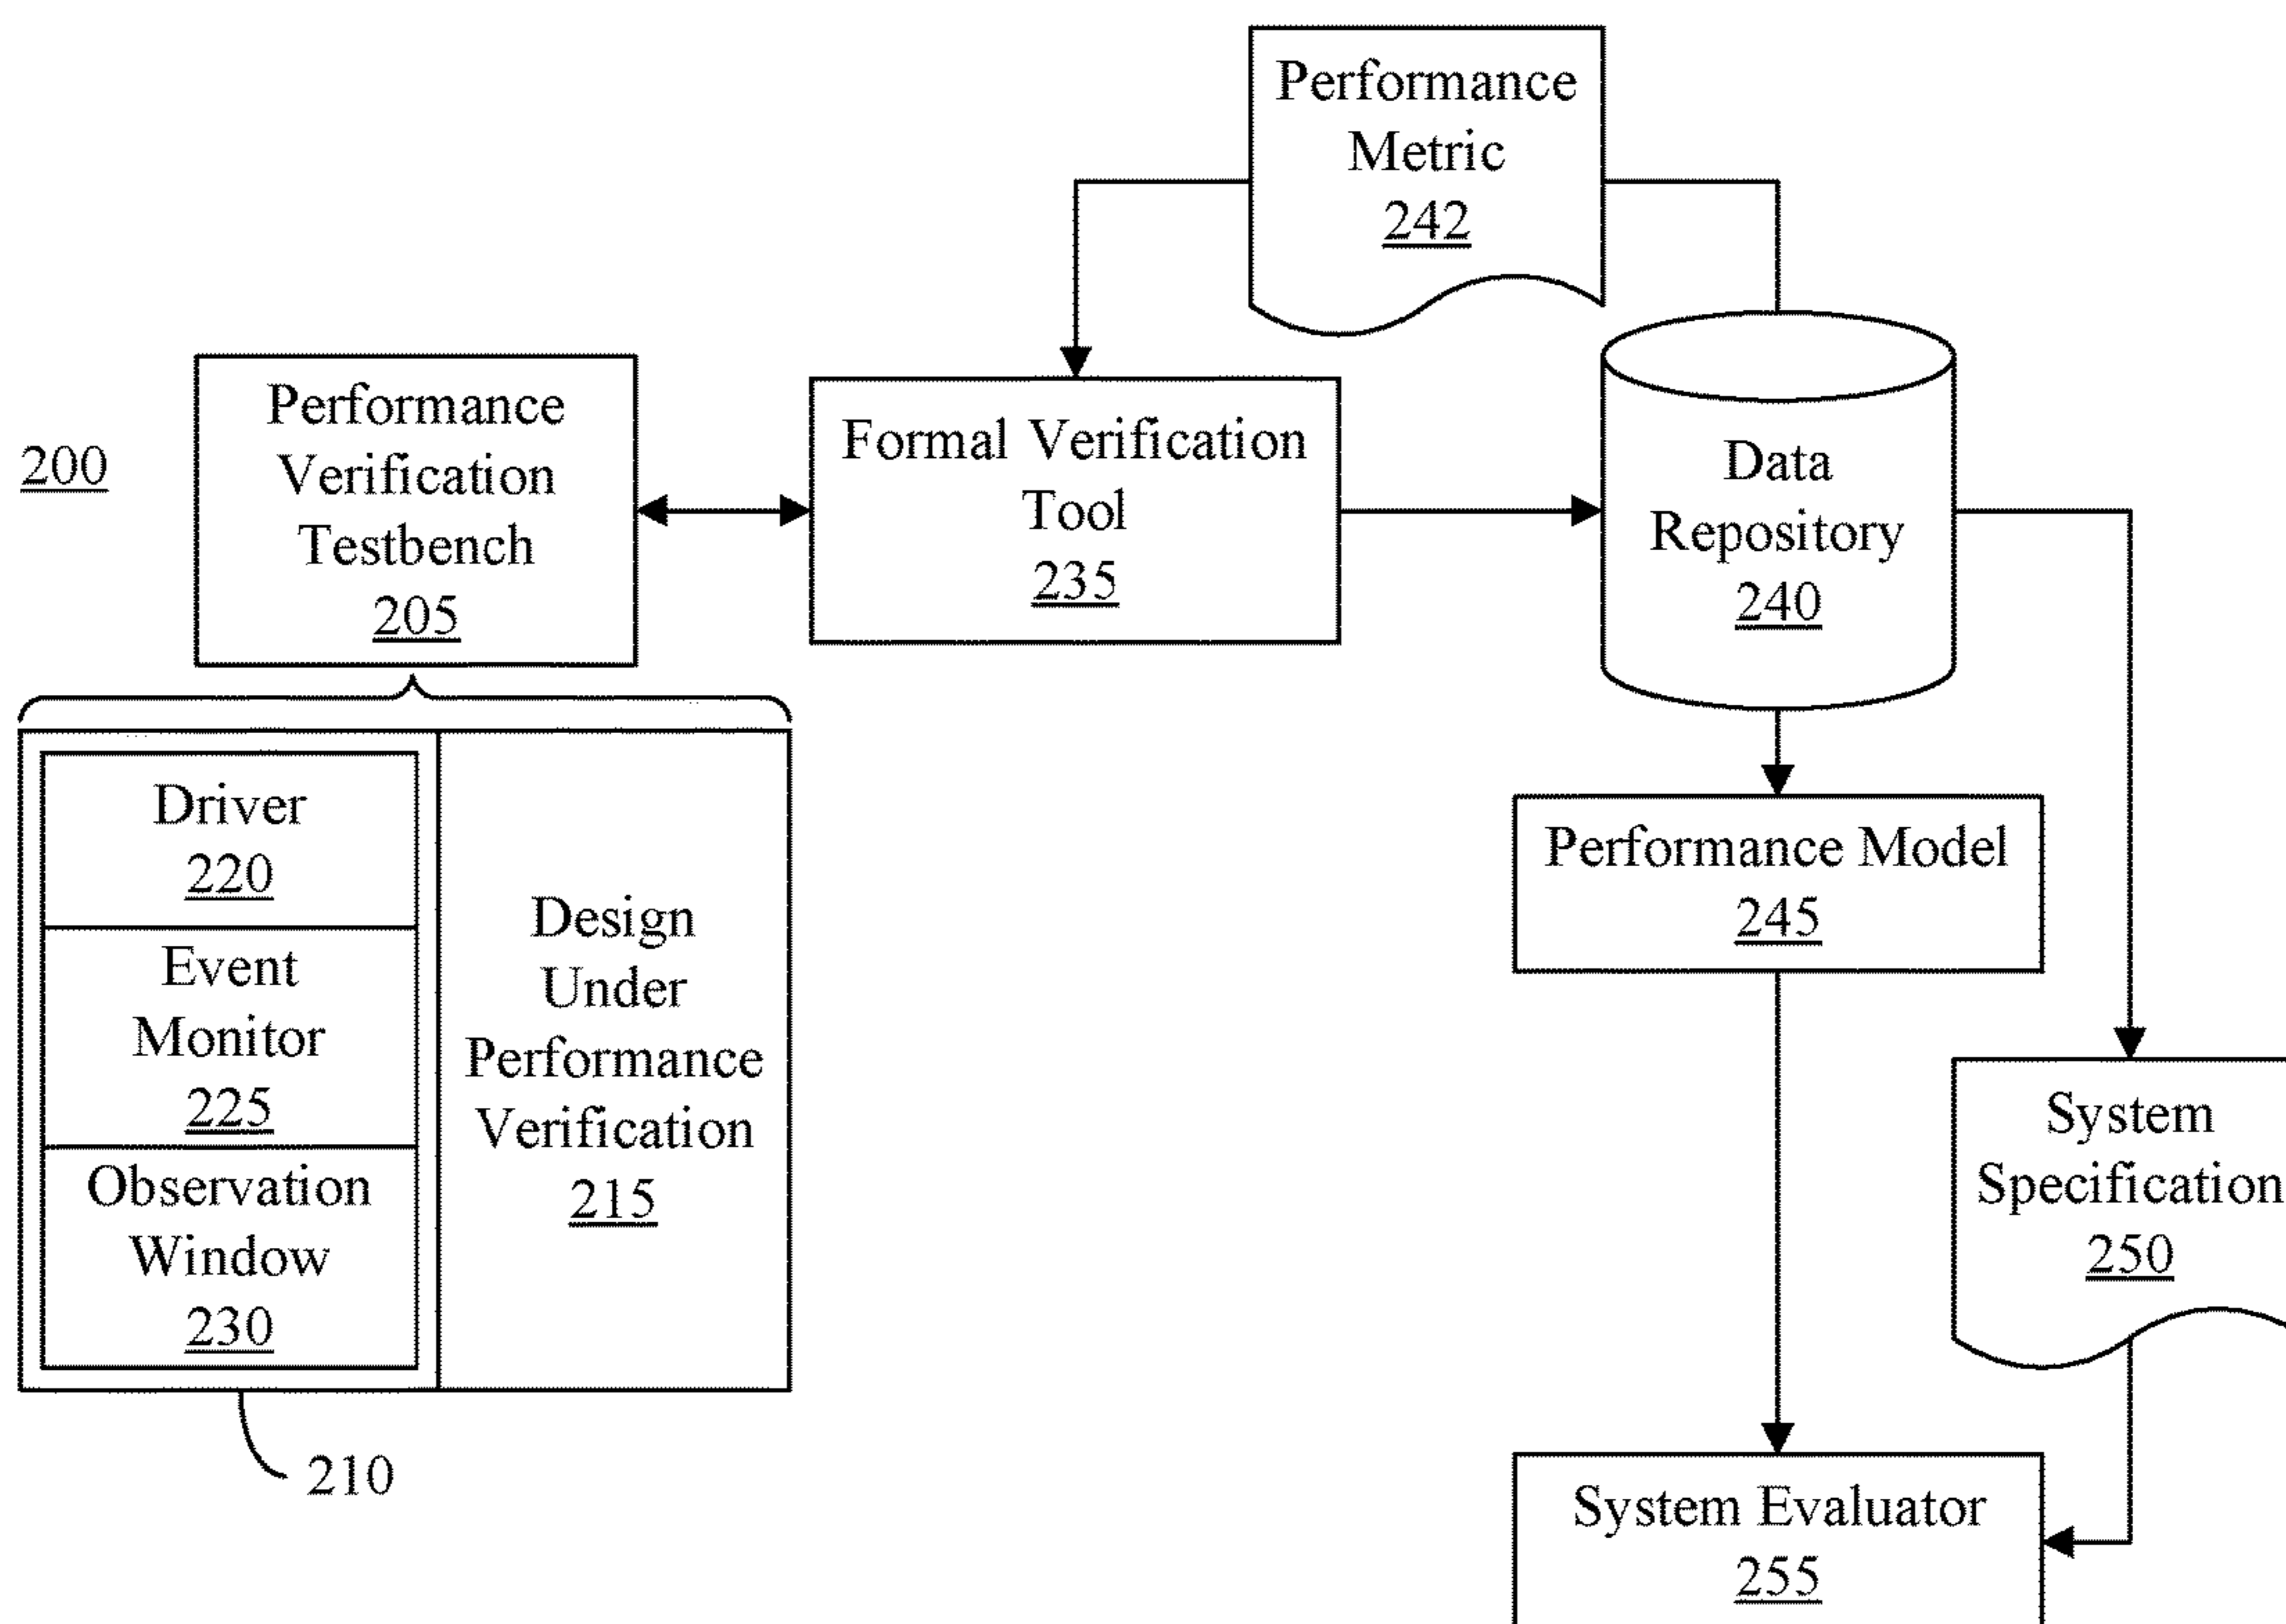 Performance
Metric
242
200
Performance
Verification
Testbench
205
Formal Verification
Tool
235
Data
Repository
240
Driver
220
Event
Monitor
225
Observation
Window
230
Design
Under
Performance
Verification
215
210
Performance Model
245
System
Specification
250
System Evaluator
255